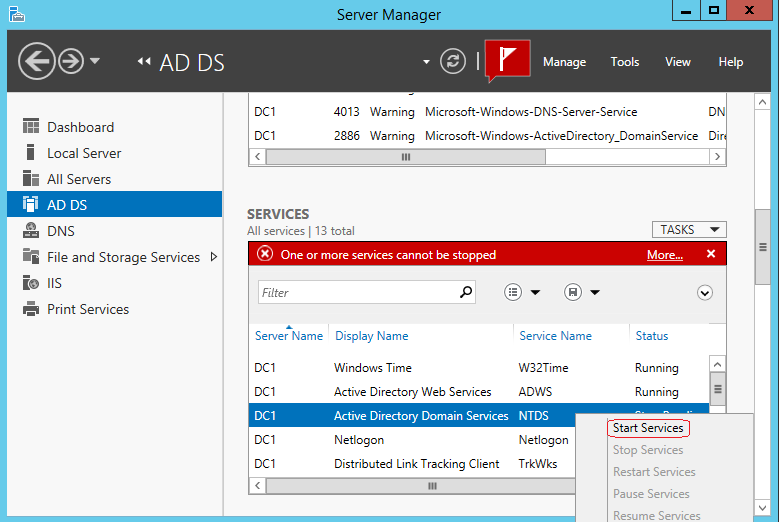 Server Manager
AD DS
Manage Tools View Help
Dashboard
Local Server
All Servers
AD DS
DNS
File and Storage Services
IIS
Print Services
DC1 4013 Warning Microsoft-Windows-DNS-Server-Service DN
DC1 2886 Warning Microsoft-Windows-ActiveDirectory_DomainService Dire
SERVICES
All services | 13 total
TASKS
One or more services cannot be stopped More...
Filter
Server Name Display Name Service Name Status
DC1 Windows Time W32Time Running
DC1 Active Directory Web Services ADWS Running
DC1 Active Directory Domain Services NTDS
DC1 Netlogon Netlogon
DC1 Distributed Link Tracking Client TrkWks
Start Services
Stop Services
Restart Services
Pause Services
Resume Services